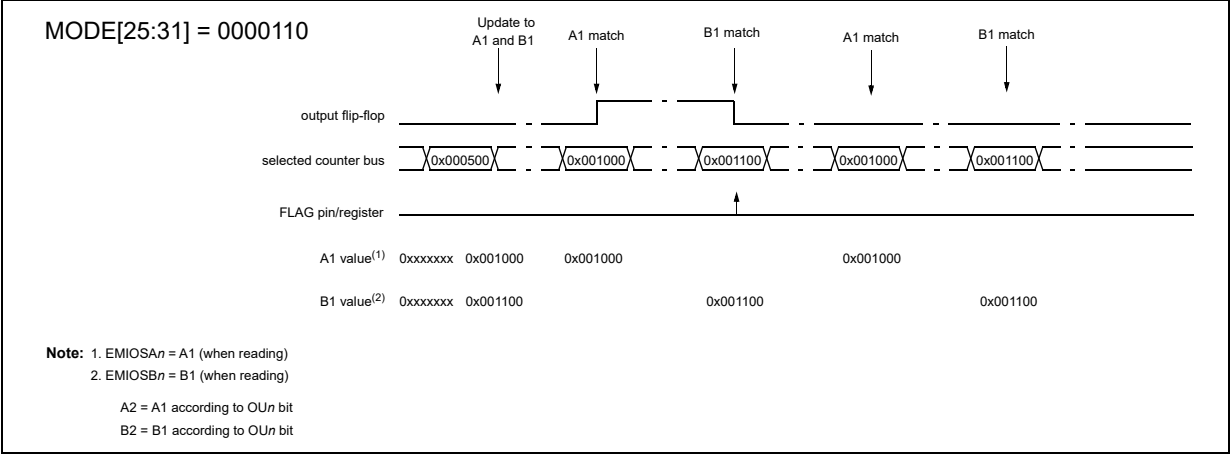 MODE[25:31] = 0000110
Update to
A1 and B1
A1 match
B1 match
A1 match
B1 match
output flip-flop
selected counter bus 0x000500 0x001000 0x001100 0x001000 0x001100
FLAG pin/register
A1 value(1) 0xxxxxxx 0x001000 0x001000 0x001000
B1 value(2) 0xxxxxxx 0x001100 0x001100 0x001100
Note: 1. EMIOSAn = A1 (when reading)
2. EMIOSBn = B1 (when reading)
A2 = A1 according to OUn bit
B2 = B1 according to OUn bit